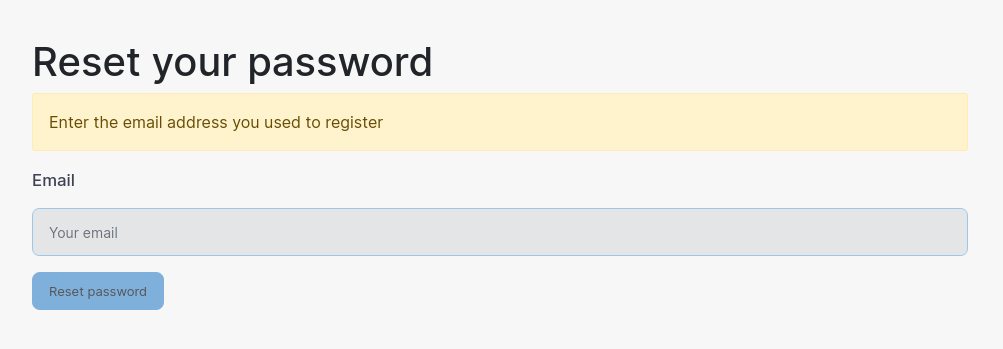 Reset your password
Enter the email address you used to register
Email
Your email
Reset password